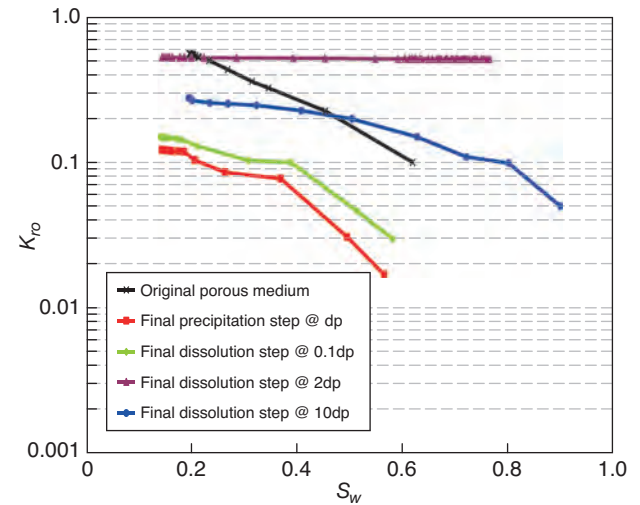 1.0
0.1
0.01
0.001
K_ro
Original porous medium
Final precipitation step @ dp
Final dissolution step @ 0.1dp
Final dissolution step @ 2dp
Final dissolution step @ 10dp
0 0.2 0.4 0.6 0.8 1.0
S_w